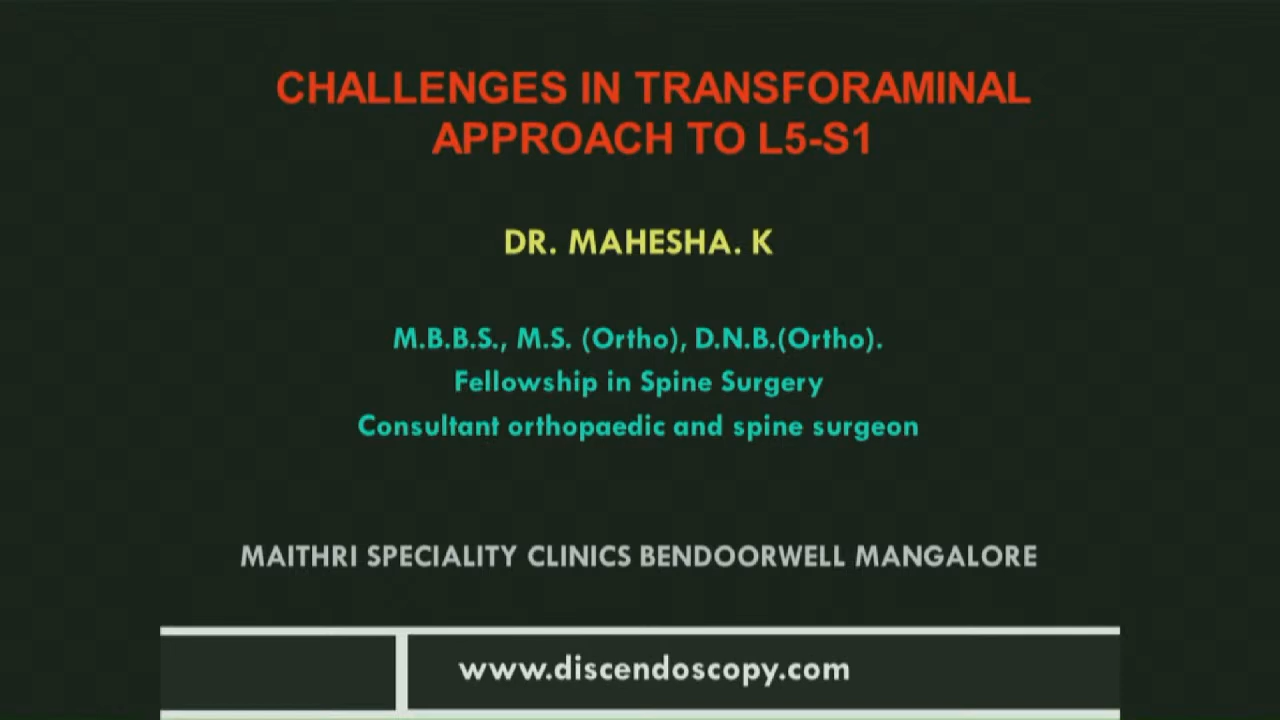 CHALLENGES IN TRANSFORAMINAL
APPROACH TO L5-S1
DR. MAHESHA. K
M.B.B.S., M.S. (Ortho), D.N.B.(Ortho).
Fellowship in Spine Surgery
Consultant orthopaedic and spine surgeon
MAITHRI SPECIALITY CLINICS BENDOORWELL MANGALORE
www.discendoscopy.com